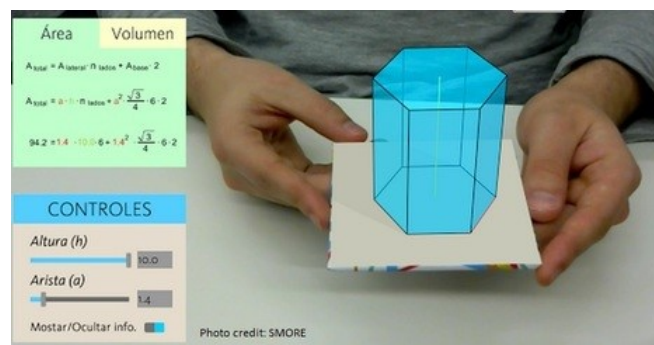 Área
Volumen
A total = A lateral· n lados + A base· 2
A total = a · h · n lados + a² · √3/4 · 6 · 2
94.2 =1.4 ·10.0·6 + 1.4² · √3/4 · 6·2
CONTROLES
Altura (h)
10.0
Arista (a)
1.4
Mostar/Ocultar info.
Photo credit: SMORE